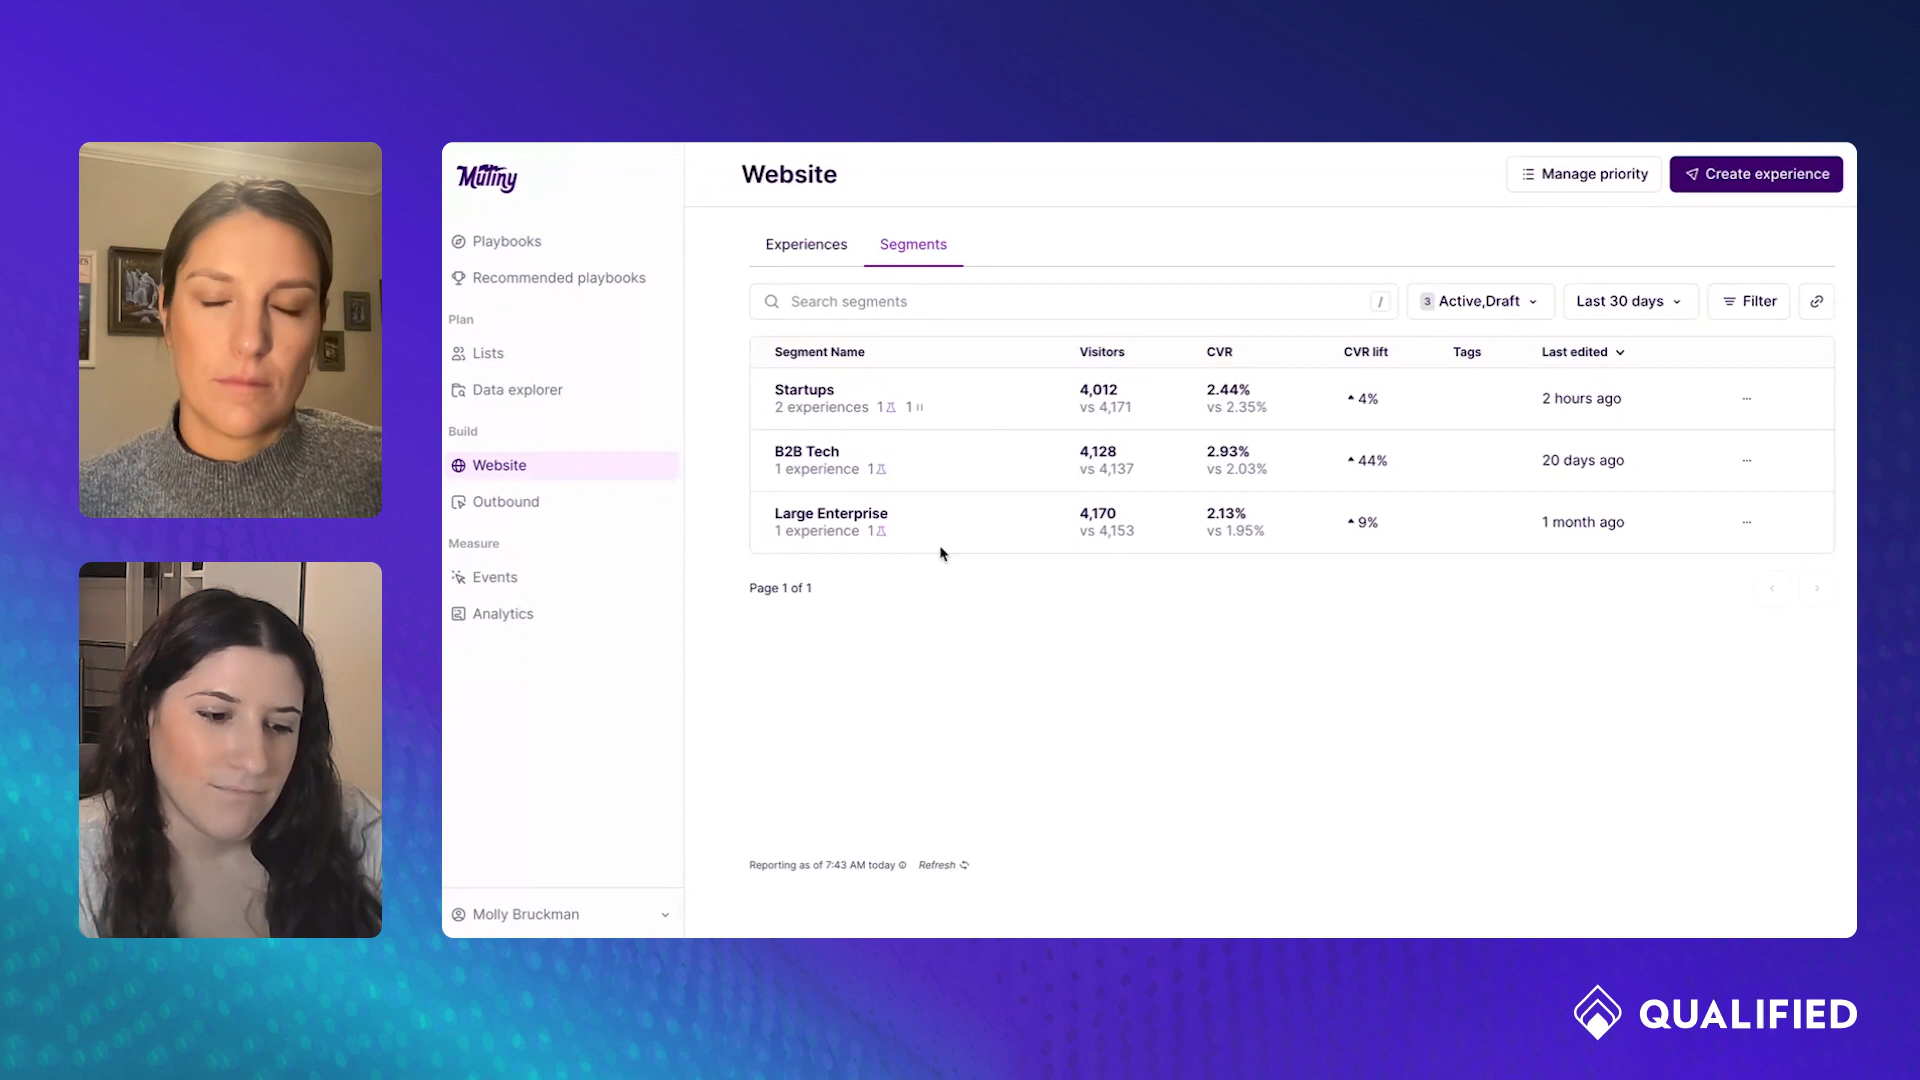 Mutiny
Playbooks
Recommended playbooks
Plan
Lists
Data explorer
Build
Website
Outbound
Measure
Events
Analytics
Molly Bruckman
Website
Manage priority
Create experience
Experiences Segments
Search segments /
3 Active,Draft
Last 30 days
Filter
Segment Name Visitors CVR CVR lift Tags Last edited
Startups 4,012 2.44% 4% 2 hours ago ...
2 experiences 1 1 vs 4,171 vs 2.35%
B2B Tech 4,128 2.93% 44% 20 days ago ...
1 experience 1 vs 4,137 vs 2.03%
Large Enterprise 4,170 2.13% 9% 1 month ago ...
1 experience 1 vs 4,153 vs 1.95%
Page 1 of 1
Reporting as of 7:43 AM today Refresh
QUALIFIED